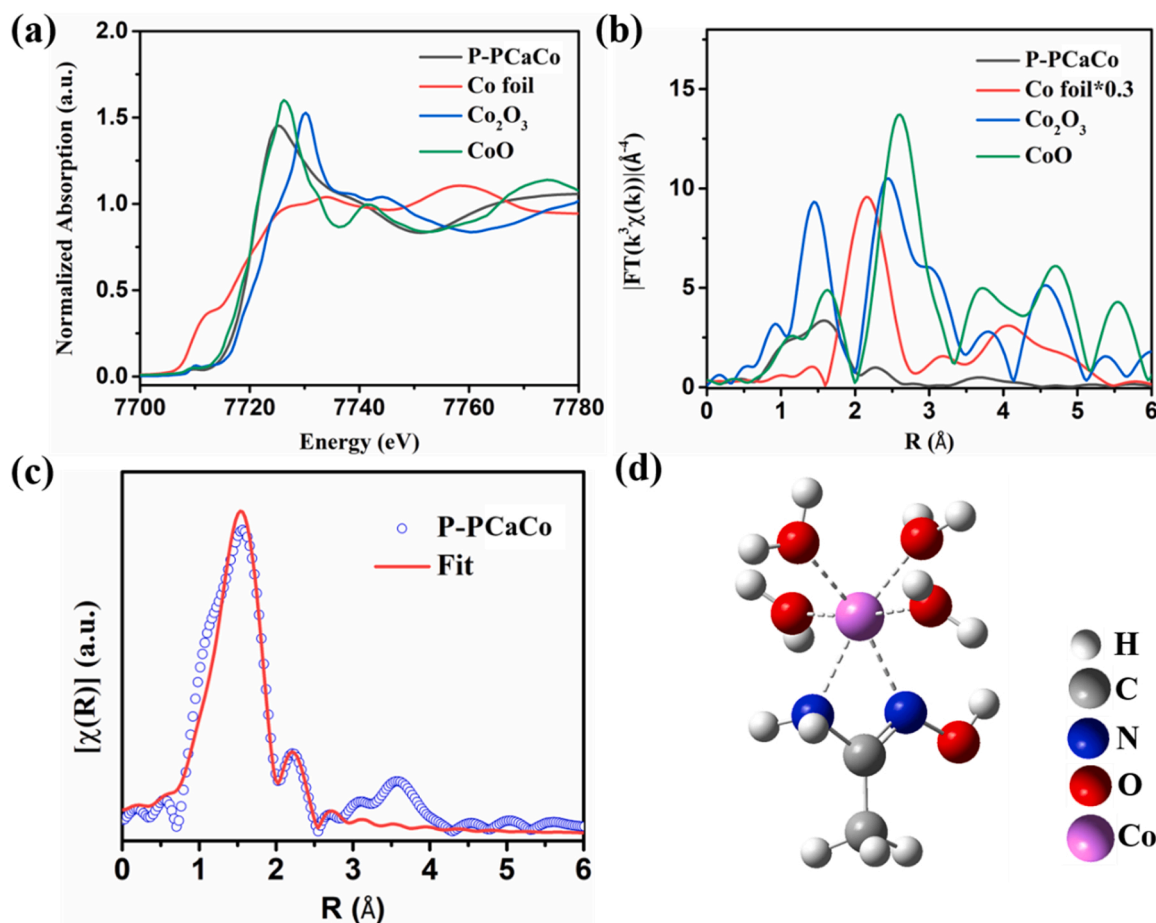 (a)
Normalized Absorption (a.u.)
2.0
1.5
1.0
0.5
0.0
P-PCaCo
Co foil
Co₂O₃
CoO
7700 7720 7740 7760 7780
Energy (eV)
(b)
|FT(k³χ(k))|(Å⁻⁴)
15
10
5
0
P-PCaCo
Co foil*0.3
Co₂O₃
CoO
0 1 2 3 4 5 6
R (Å)
(c)
[χ(R)] (a.u.)
P-PCaCo
Fit
0 1 2 3 4 5 6
R (Å)
(d)
H
C
N
O
Co